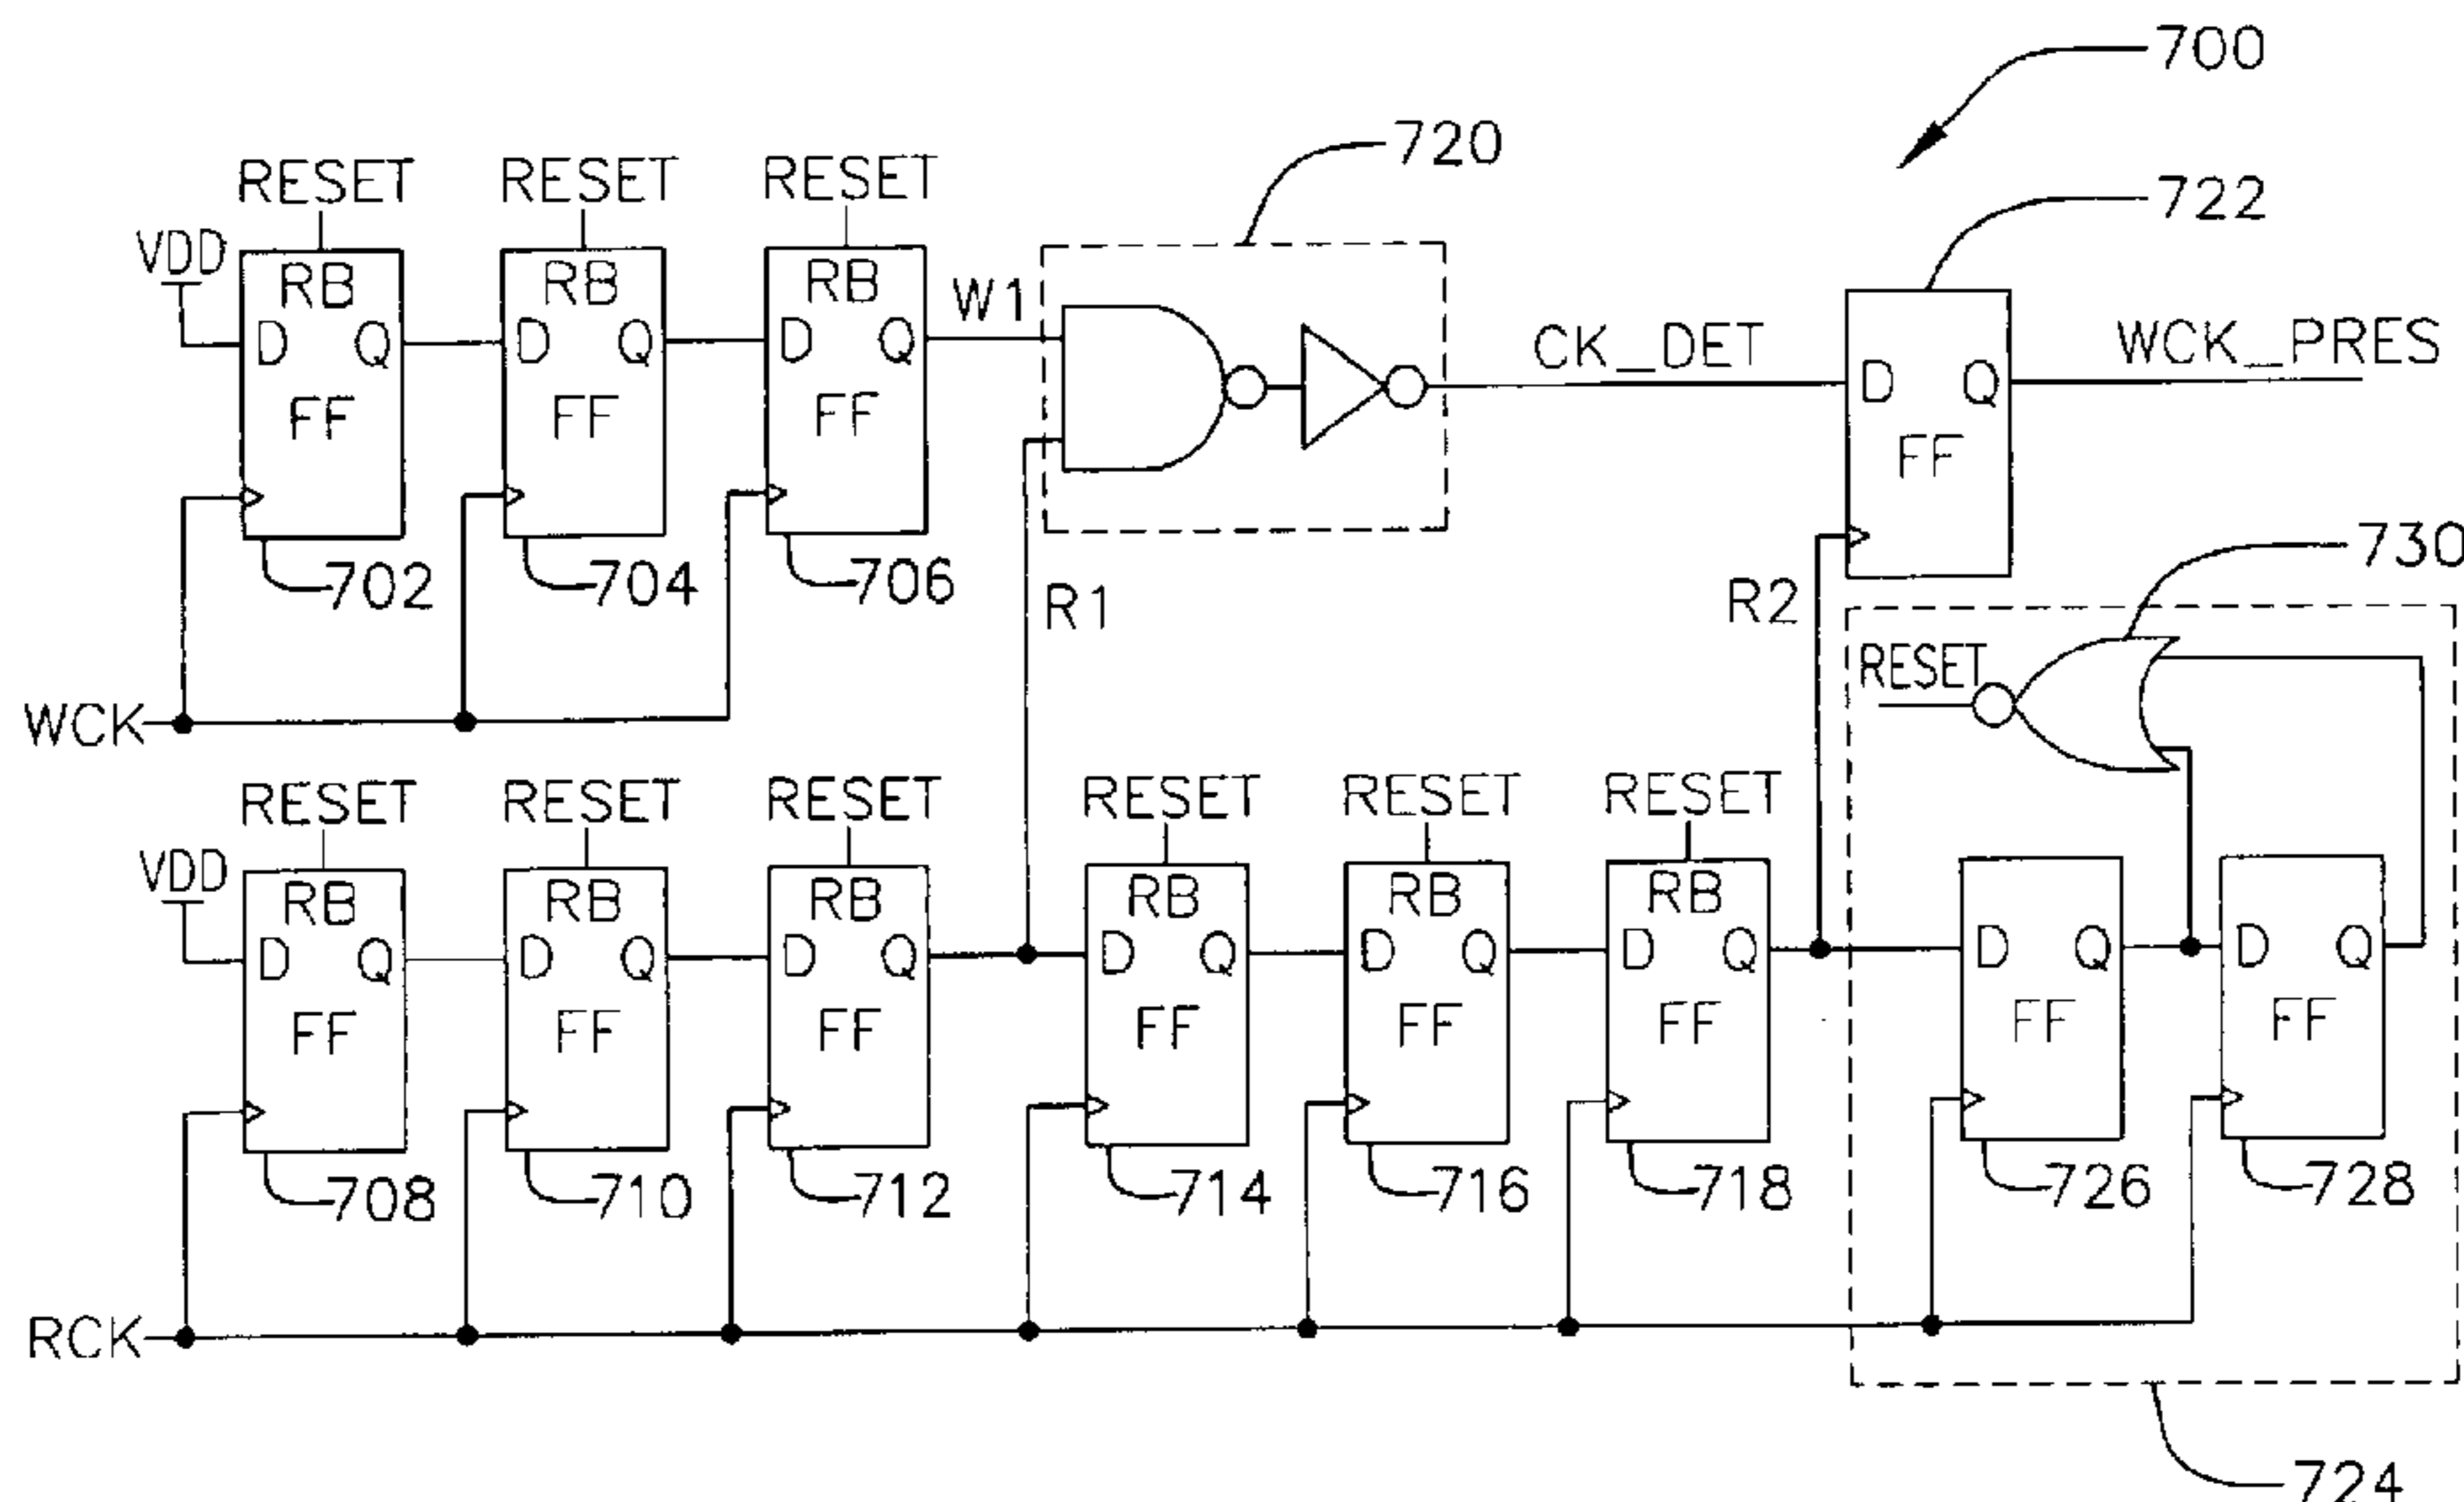 700
720
722
RESET RESET RESET
VDD
RB RB RB
W1
D Q D Q D Q
CK_DET
WCK_PRES
D Q
FF FF FF
FF
730
702 704 706
R1
R2
RESET
WCK
RESET RESET RESET RESET RESET RESET
VDD
RB RB RB RB RB RB
D Q D Q D Q D Q D Q D Q D Q D Q
FF FF FF FF FF FF FF FF
708 710 712 714 716 718 726 728
RCK
724